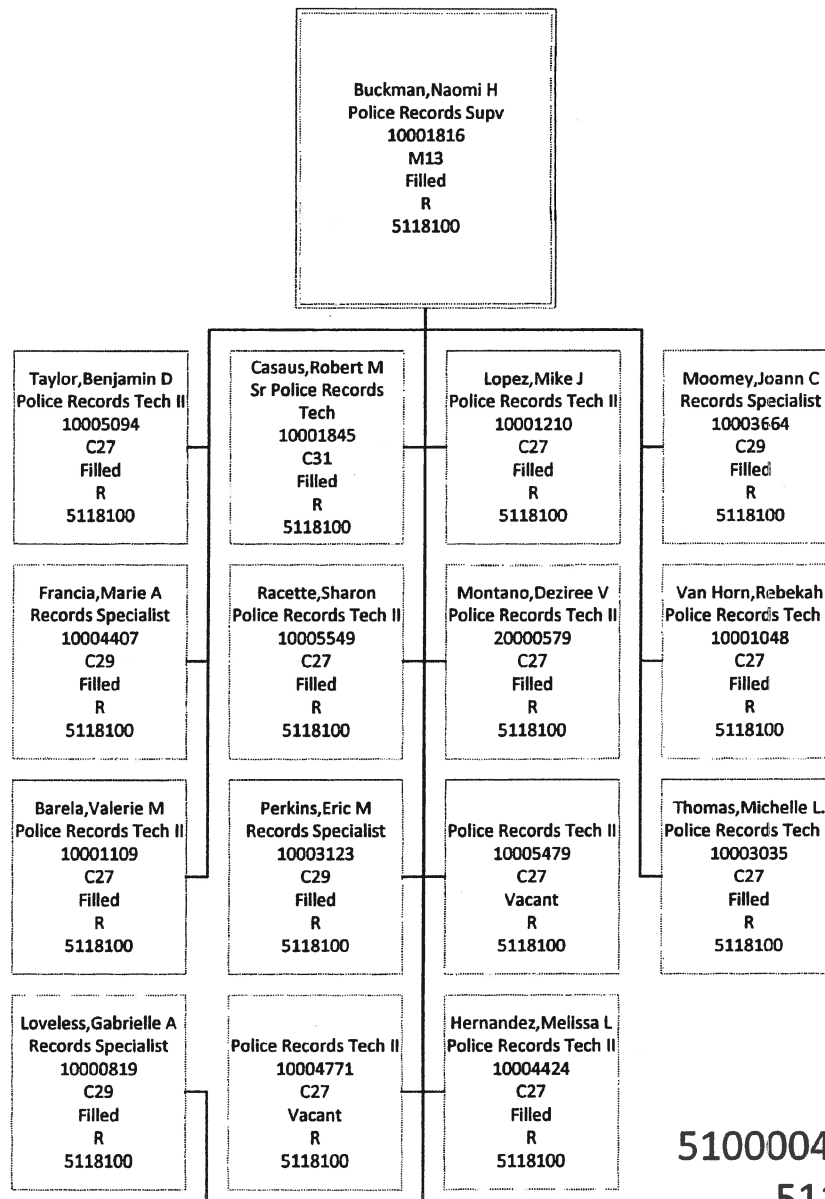 Buckman,Naomi H
Police Records Supv
10001816
M13
Filled
R
5118100
Taylor,Benjamin D
Police Records Tech II
10005094
C27
Filled
R
5118100
Casaus,Robert M
Sr Police Records
Tech
10001845
C31
Filled
R
5118100
Lopez,Mike J
Police Records Tech II
10001210
C27
Filled
R
5118100
Moomey,Joann C
Records Specialist
10003664
C29
Filled
R
5118100
Francia,Marie A
Records Specialist
10004407
C29
Filled
R
5118100
Racette,Sharon
Police Records Tech II
10005549
C27
Filled
R
5118100
Montano,Deziree V
Police Records Tech II
20000579
C27
Filled
R
5118100
Van Horn,Rebekah
Police Records Tech
10001048
C27
Filled
R
5118100
Barela,Valerie M
Police Records Tech II
10001109
C27
Filled
R
5118100
Perkins,Eric M
Records Specialist
10003123
C29
Filled
R
5118100
Police Records Tech II
10005479
C27
Vacant
R
5118100
Thomas,Michelle L.
Police Records Tech
10003035
C27
Filled
R
5118100
Loveless,Gabrielle A
Records Specialist
10000819
C29
Filled
R
5118100
Police Records Tech II
10004771
C27
Vacant
R
5118100
Hernandez,Melissa L
Police Records Tech II
10004424
C27
Filled
R
5118100
5100004